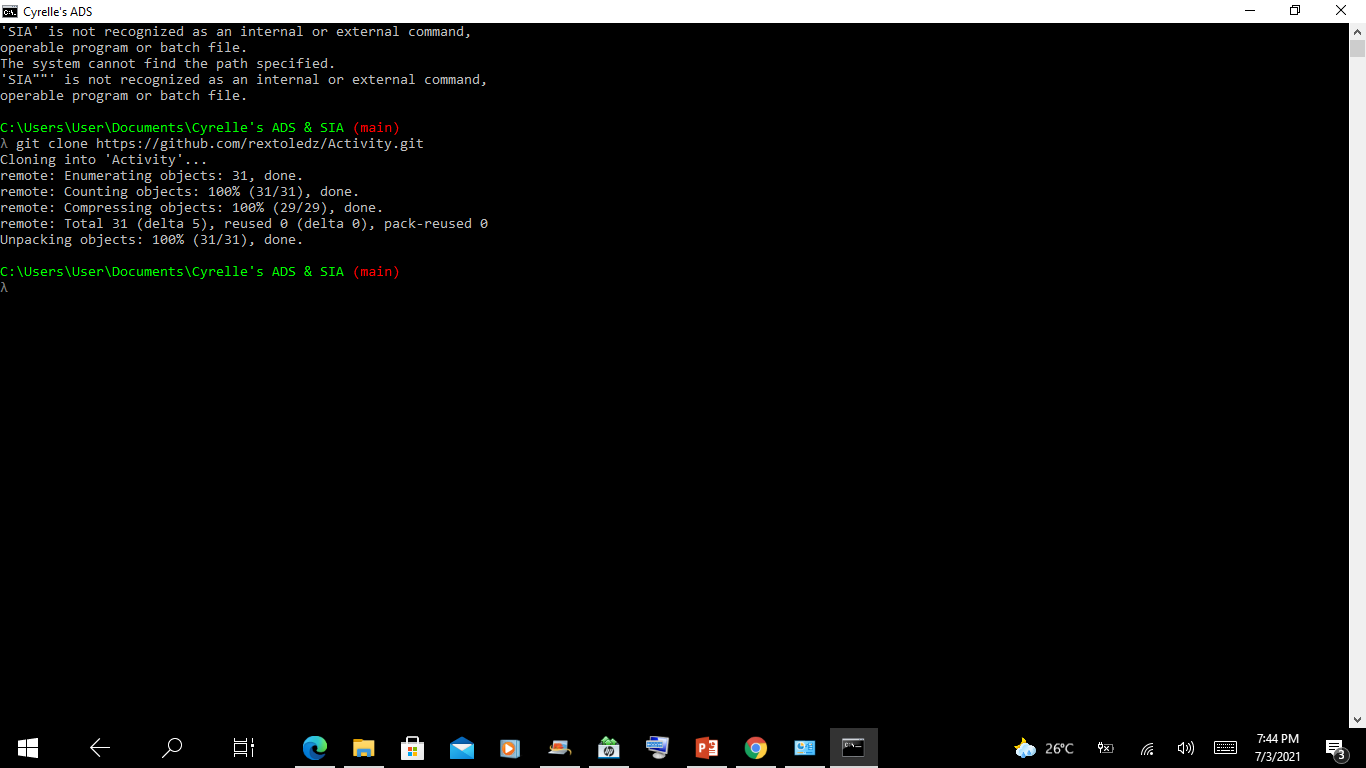 Cyrelle's ADS
'SIA' is not recognized as an internal or external command,
operable program or batch file.
The system cannot find the path specified.
'SIA""' is not recognized as an internal or external command,
operable program or batch file.
C:\Users\User\Documents\Cyrelle's ADS & SIA (main)
λ git clone https://github.com/rextoledz/Activity.git
Cloning into 'Activity'...
remote: Enumerating objects: 31, done.
remote: Counting objects: 100% (31/31), done.
remote: Compressing objects: 100% (29/29), done.
remote: Total 31 (delta 5), reused 0 (delta 0), pack-reused 0
Unpacking objects: 100% (31/31), done.
C:\Users\User\Documents\Cyrelle's ADS & SIA (main)
λ
26°C
7:44 PM
7/3/2021
3